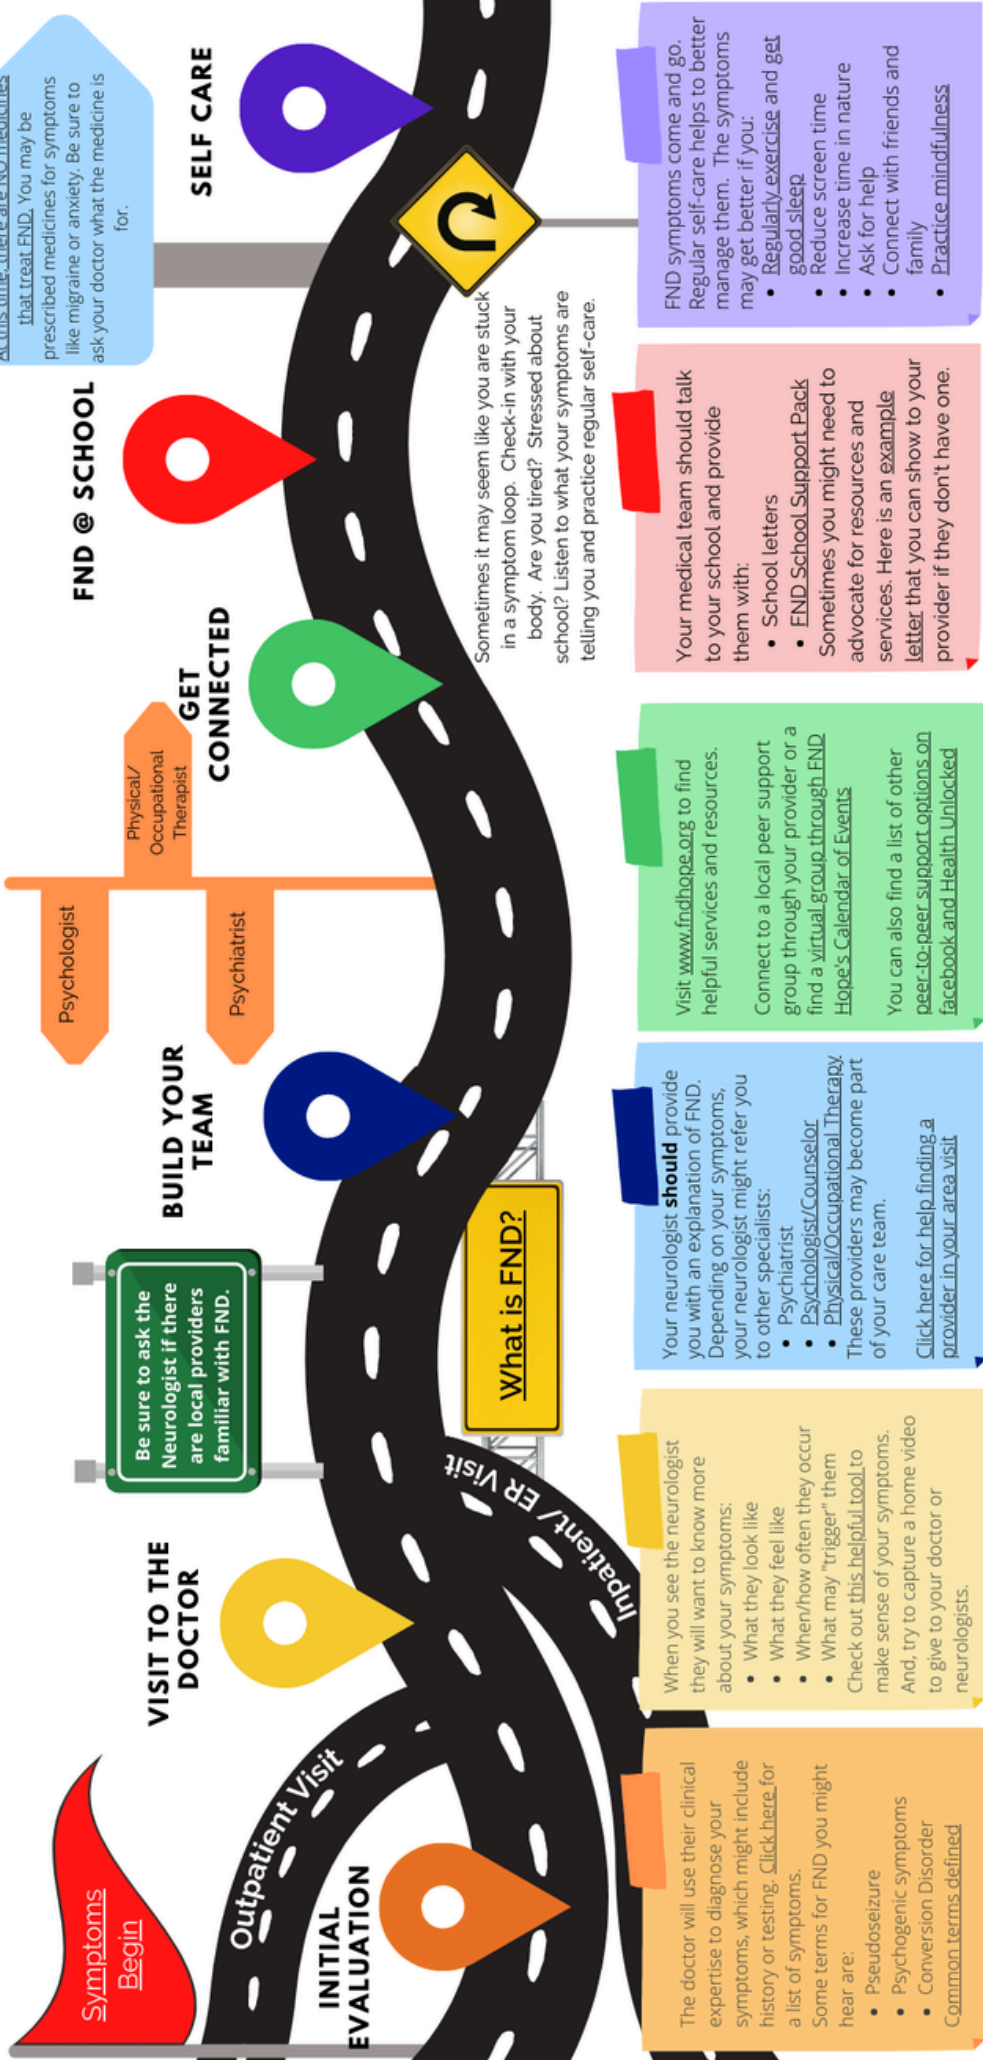 Symptoms
Begin
Outpatient Visit
INITIAL
EVALUATION
The doctor will use their clinical
expertise to diagnose your
symptoms, which might include
history or testing. Click here for
a list of symptoms.
Some terms for FND you might
hear are:
• Pseudoseizure
• Psychogenic symptoms
• Conversion Disorder
Common terms defined
VISIT TO THE
DOCTOR
Inpatient/ ER Visit
When you see the neurologist
they will want to know more
about your symptoms:
• What they look like
• What they feel like
• When/how often they occur
• What may "trigger" them
Check out this helpful tool to
make sense of your symptoms.
And, try to capture a home video
to give to your doctor or
neurologists.
Be sure to ask the
Neurologist if there
are local providers
familiar with FND.
What is FND?
BUILD YOUR
TEAM
Your neurologist should provide
you with an explanation of FND.
Depending on your symptoms,
your neurologist might refer you
to other specialists:
• Psychiatrist
• Psychologist/Counselor
• Physical/Occupational Therapy
These providers may become part
of your care team.
Click here for help finding a
provider in your area visit
Psychologist
Physical/
Occupational
Therapist
Psychiatrist
GET
CONNECTED
Visit www.fndhope.org to find
helpful services and resources.
Connect to a local peer support
group through your provider or a
find a virtual group through FND
Hope's Calendar of Events
You can also find a list of other
peer-to-peer support options on
facebook and Health Unlocked
FND @ SCHOOL
Your medical team should talk
to your school and provide
them with:
• School letters
• FND School Support Pack
Sometimes you might need to
advocate for resources and
services. Here is an example
letter that you can show to your
provider if they don't have one.
Sometimes it may seem like you are stuck
in a symptom loop. Check-in with your
body. Are you tired? Stressed about
school? Listen to what your symptoms are
telling you and practice regular self-care.
At this time, there are NO medicines
that treat FND. You may be
prescribed medicines for symptoms
like migraine or anxiety. Be sure to
ask your doctor what the medicine is
for.
SELF CARE
FND symptoms come and go.
Regular self-care helps to better
manage them. The symptoms
may get better if you:
• Regularly exercise and get
good sleep
• Reduce screen time
• Increase time in nature
• Ask for help
• Connect with friends and
family
• Practice mindfulness